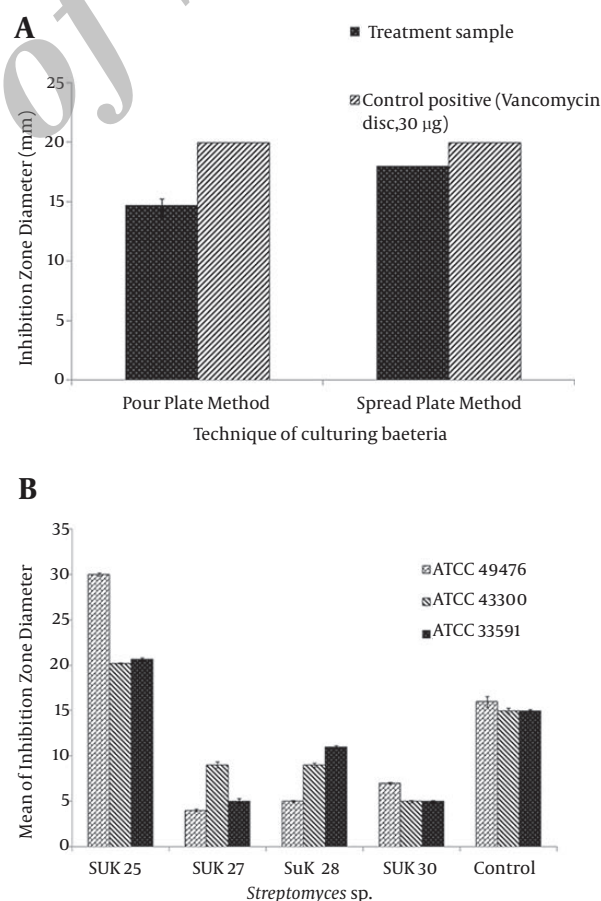 of
A
Treatment sample
Control positive (Vancomycin
disc,30 µg)
Inhibition Zone Diameter (mm)
25
20
15
10
5
0
Pour Plate Method
Spread Plate Method
Technique of culturing baeteria
B
Mean of Inhibition Zone Diameter
35
30
25
20
15
10
5
0
ATCC 49476
ATCC 43300
ATCC 33591
SUK 25
SUK 27
SuK 28
SUK 30
Control
Streptomyces sp.